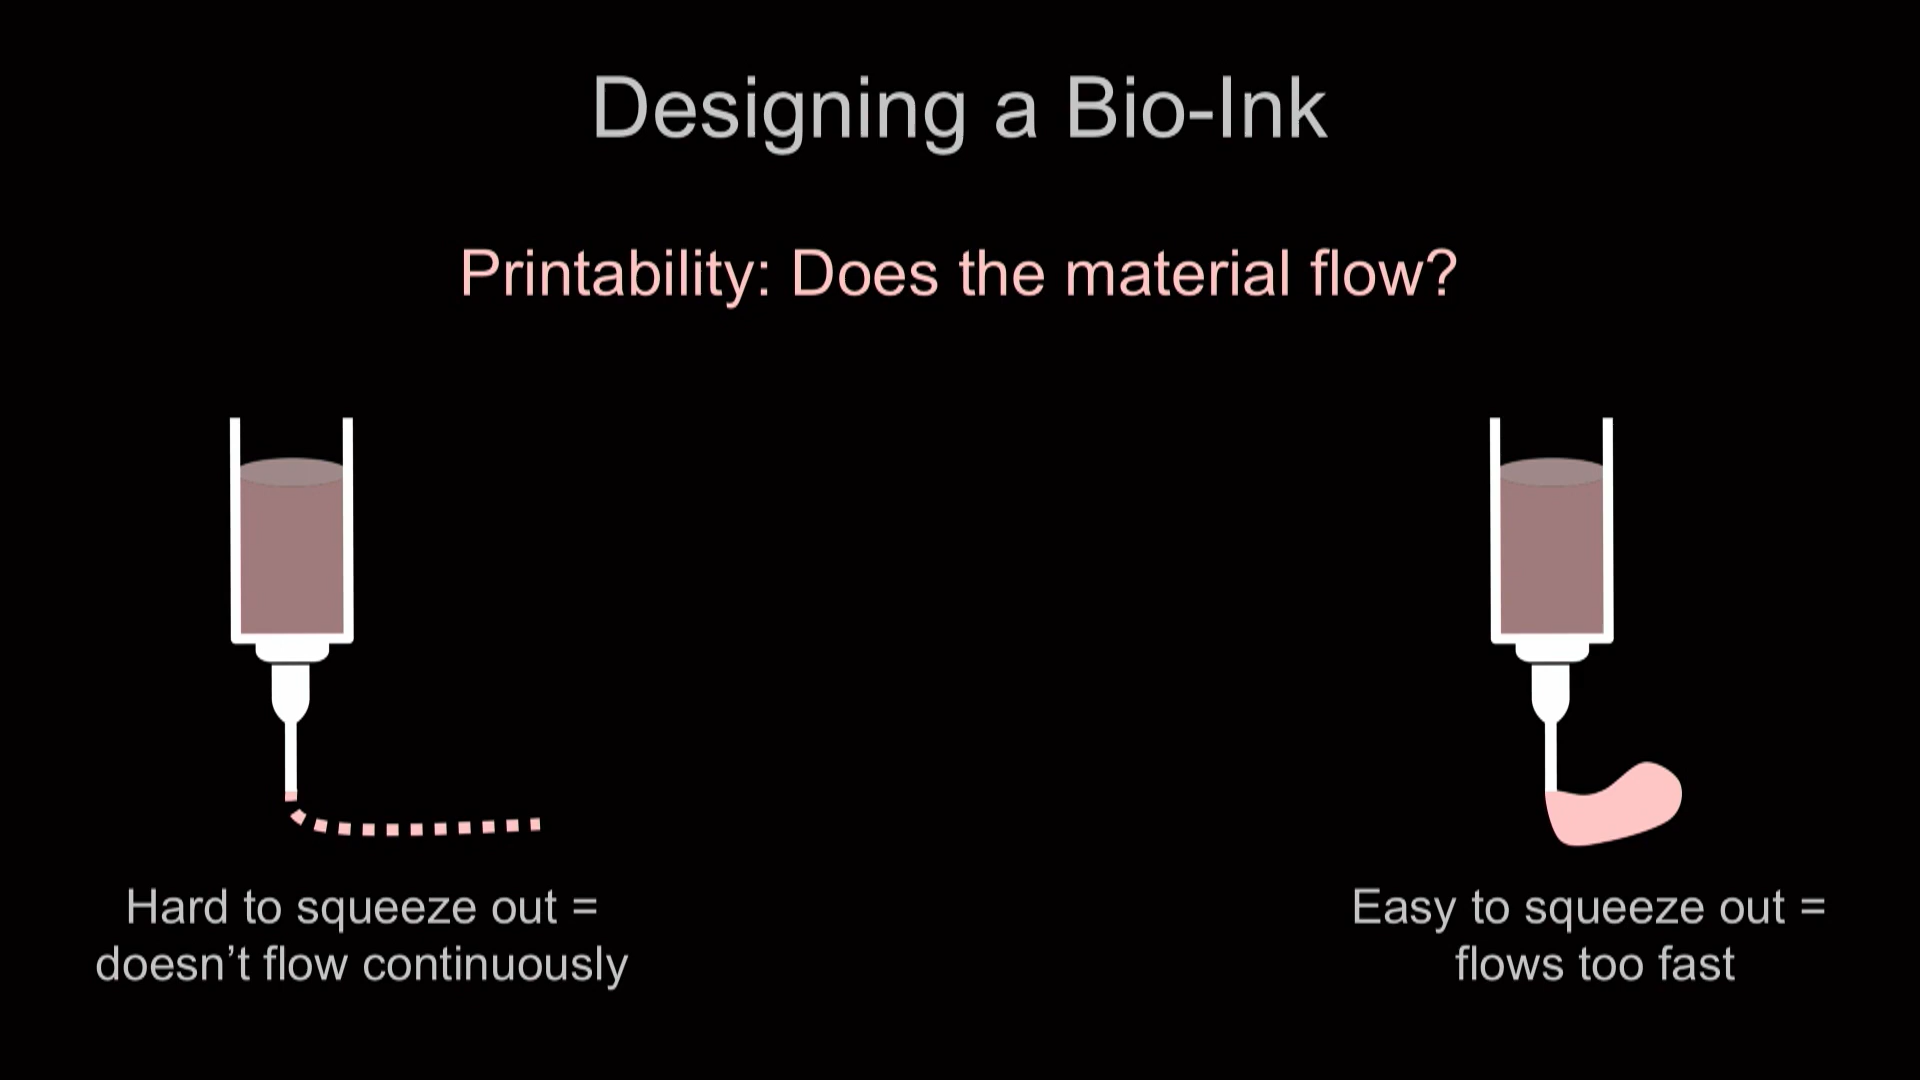 Designing a Bio-Ink
Printability: Does the material flow?
Hard to squeeze out =
doesn’t flow continuously
Easy to squeeze out =
flows too fast